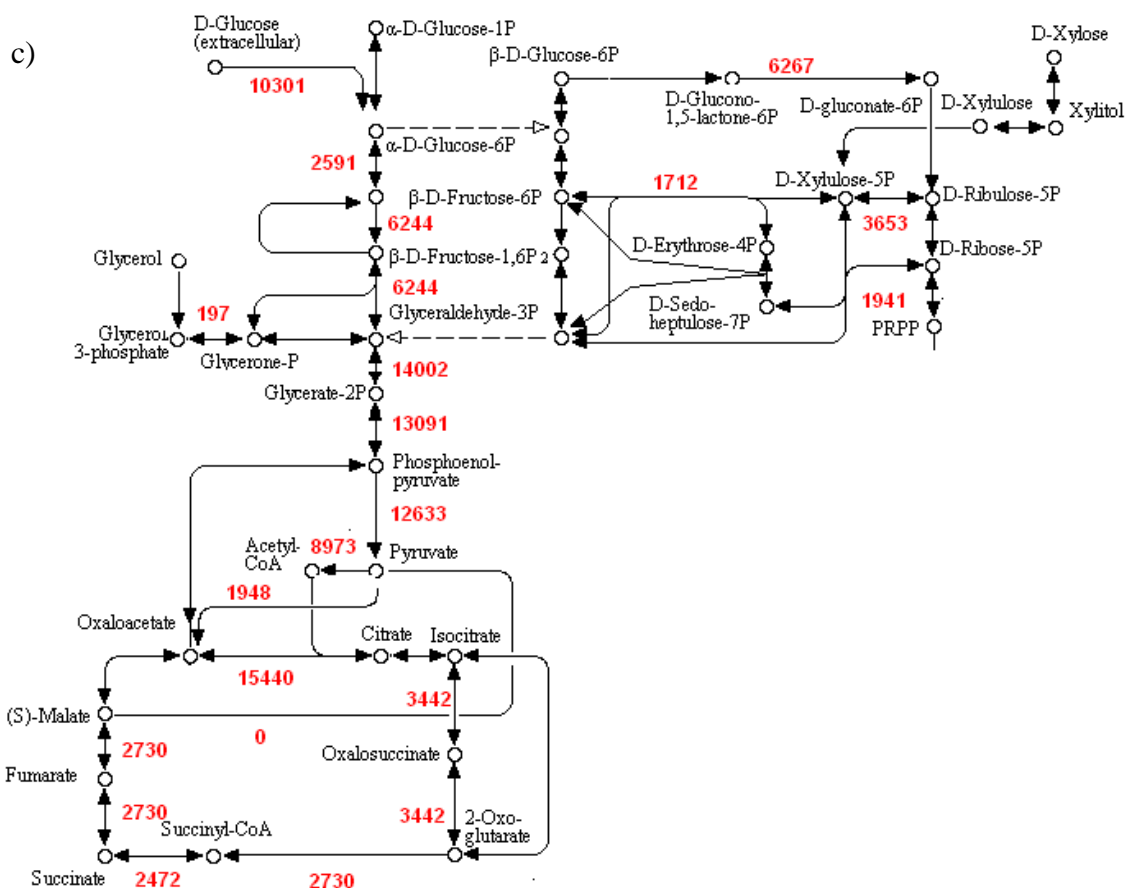 c)
D-Glucose
(extracellular)
10301
α-D-Glucose-1P
β-D-Glucose-6P
6267
D-Glucono-
1,5-lactone-6P
D-gluconate-6P
D-Xylose
D-Xylulose
Xylitol
α-D-Glucose-6P
2591
β-D-Fructose-6P
1712
D-Xylulose-5P
D-Ribulose-5P
3653
6244
D-Erythrose-4P
D-Ribose-5P
Glycerol
β-D-Fructose-1,6P2
6244
D-Sedo-
heptulose-7P
1941
197
Glyceraldehyde-3P
PRPP
Glycerol
3-phosphate
Glycerone-P
14002
Glycerate-2P
13091
Phosphoenol-
pyruvate
12633
Acetyl-
CoA
8973
Pyruvate
1948
Oxaloacetate
Citrate
Isocitrate
15440
3442
(S)-Malate
0
2730
Oxalosuccinate
Fumarate
2730
3442
Succinyl-CoA
2-Oxo-
glutarate
Succinate
2472
2730